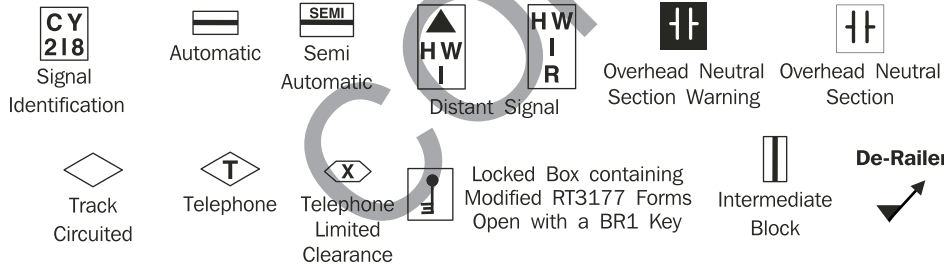 CY
218
Signal
Identification
Automatic
SEMI
Semi
Automatic
HW
I
HW
I
R
Distant Signal
Overhead Neutral
Section Warning
Overhead Neutral
Section
Track
Circuited
T
Telephone
X
Telephone
Limited
Clearance
Locked Box containing
Modified RT3177 Forms
Open with a BR1 Key
Intermediate
Block
De-Railer